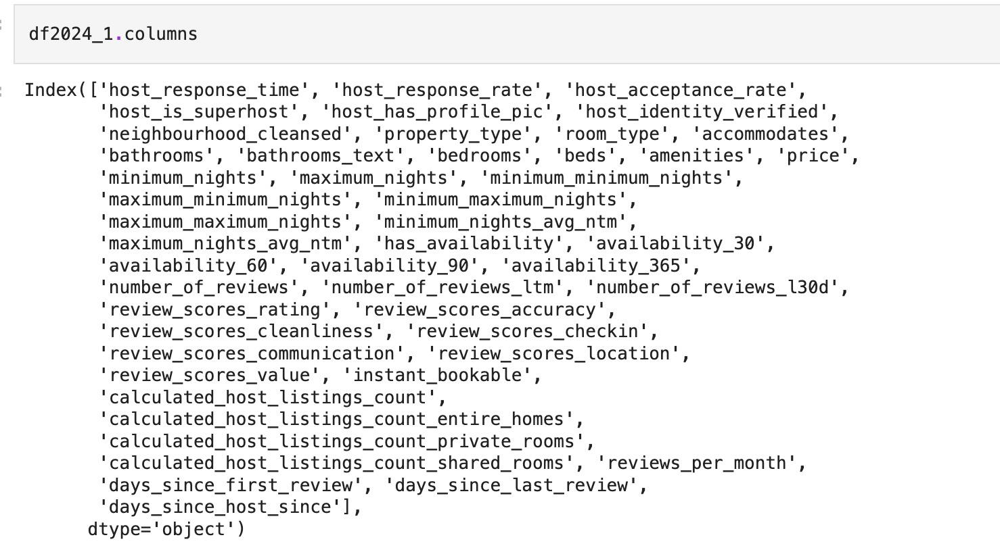 df2024_1.columns
Index(['host_response_time', 'host_response_rate', 'host_acceptance_rate',
'host_is_superhost', 'host_has_profile_pic', 'host_identity_verified',
'neighbourhood_cleansed', 'property_type', 'room_type', 'accommodates',
'bathrooms', 'bathrooms_text', 'bedrooms', 'beds', 'amenities', 'price',
'minimum_nights', 'maximum_nights', 'minimum_minimum_nights',
'maximum_minimum_nights', 'minimum_maximum_nights',
'maximum_maximum_nights', 'minimum_nights_avg_ntm',
'maximum_nights_avg_ntm', 'has_availability', 'availability_30',
'availability_60', 'availability_90', 'availability_365',
'number_of_reviews', 'number_of_reviews_ltm', 'number_of_reviews_l30d',
'review_scores_rating', 'review_scores_accuracy',
'review_scores_cleanliness', 'review_scores_checkin',
'review_scores_communication', 'review_scores_location',
'review_scores_value', 'instant_bookable',
'calculated_host_listings_count',
'calculated_host_listings_count_entire_homes',
'calculated_host_listings_count_private_rooms',
'calculated_host_listings_count_shared_rooms', 'reviews_per_month',
'days_since_first_review', 'days_since_last_review',
'days_since_host_since'],
dtype='object')